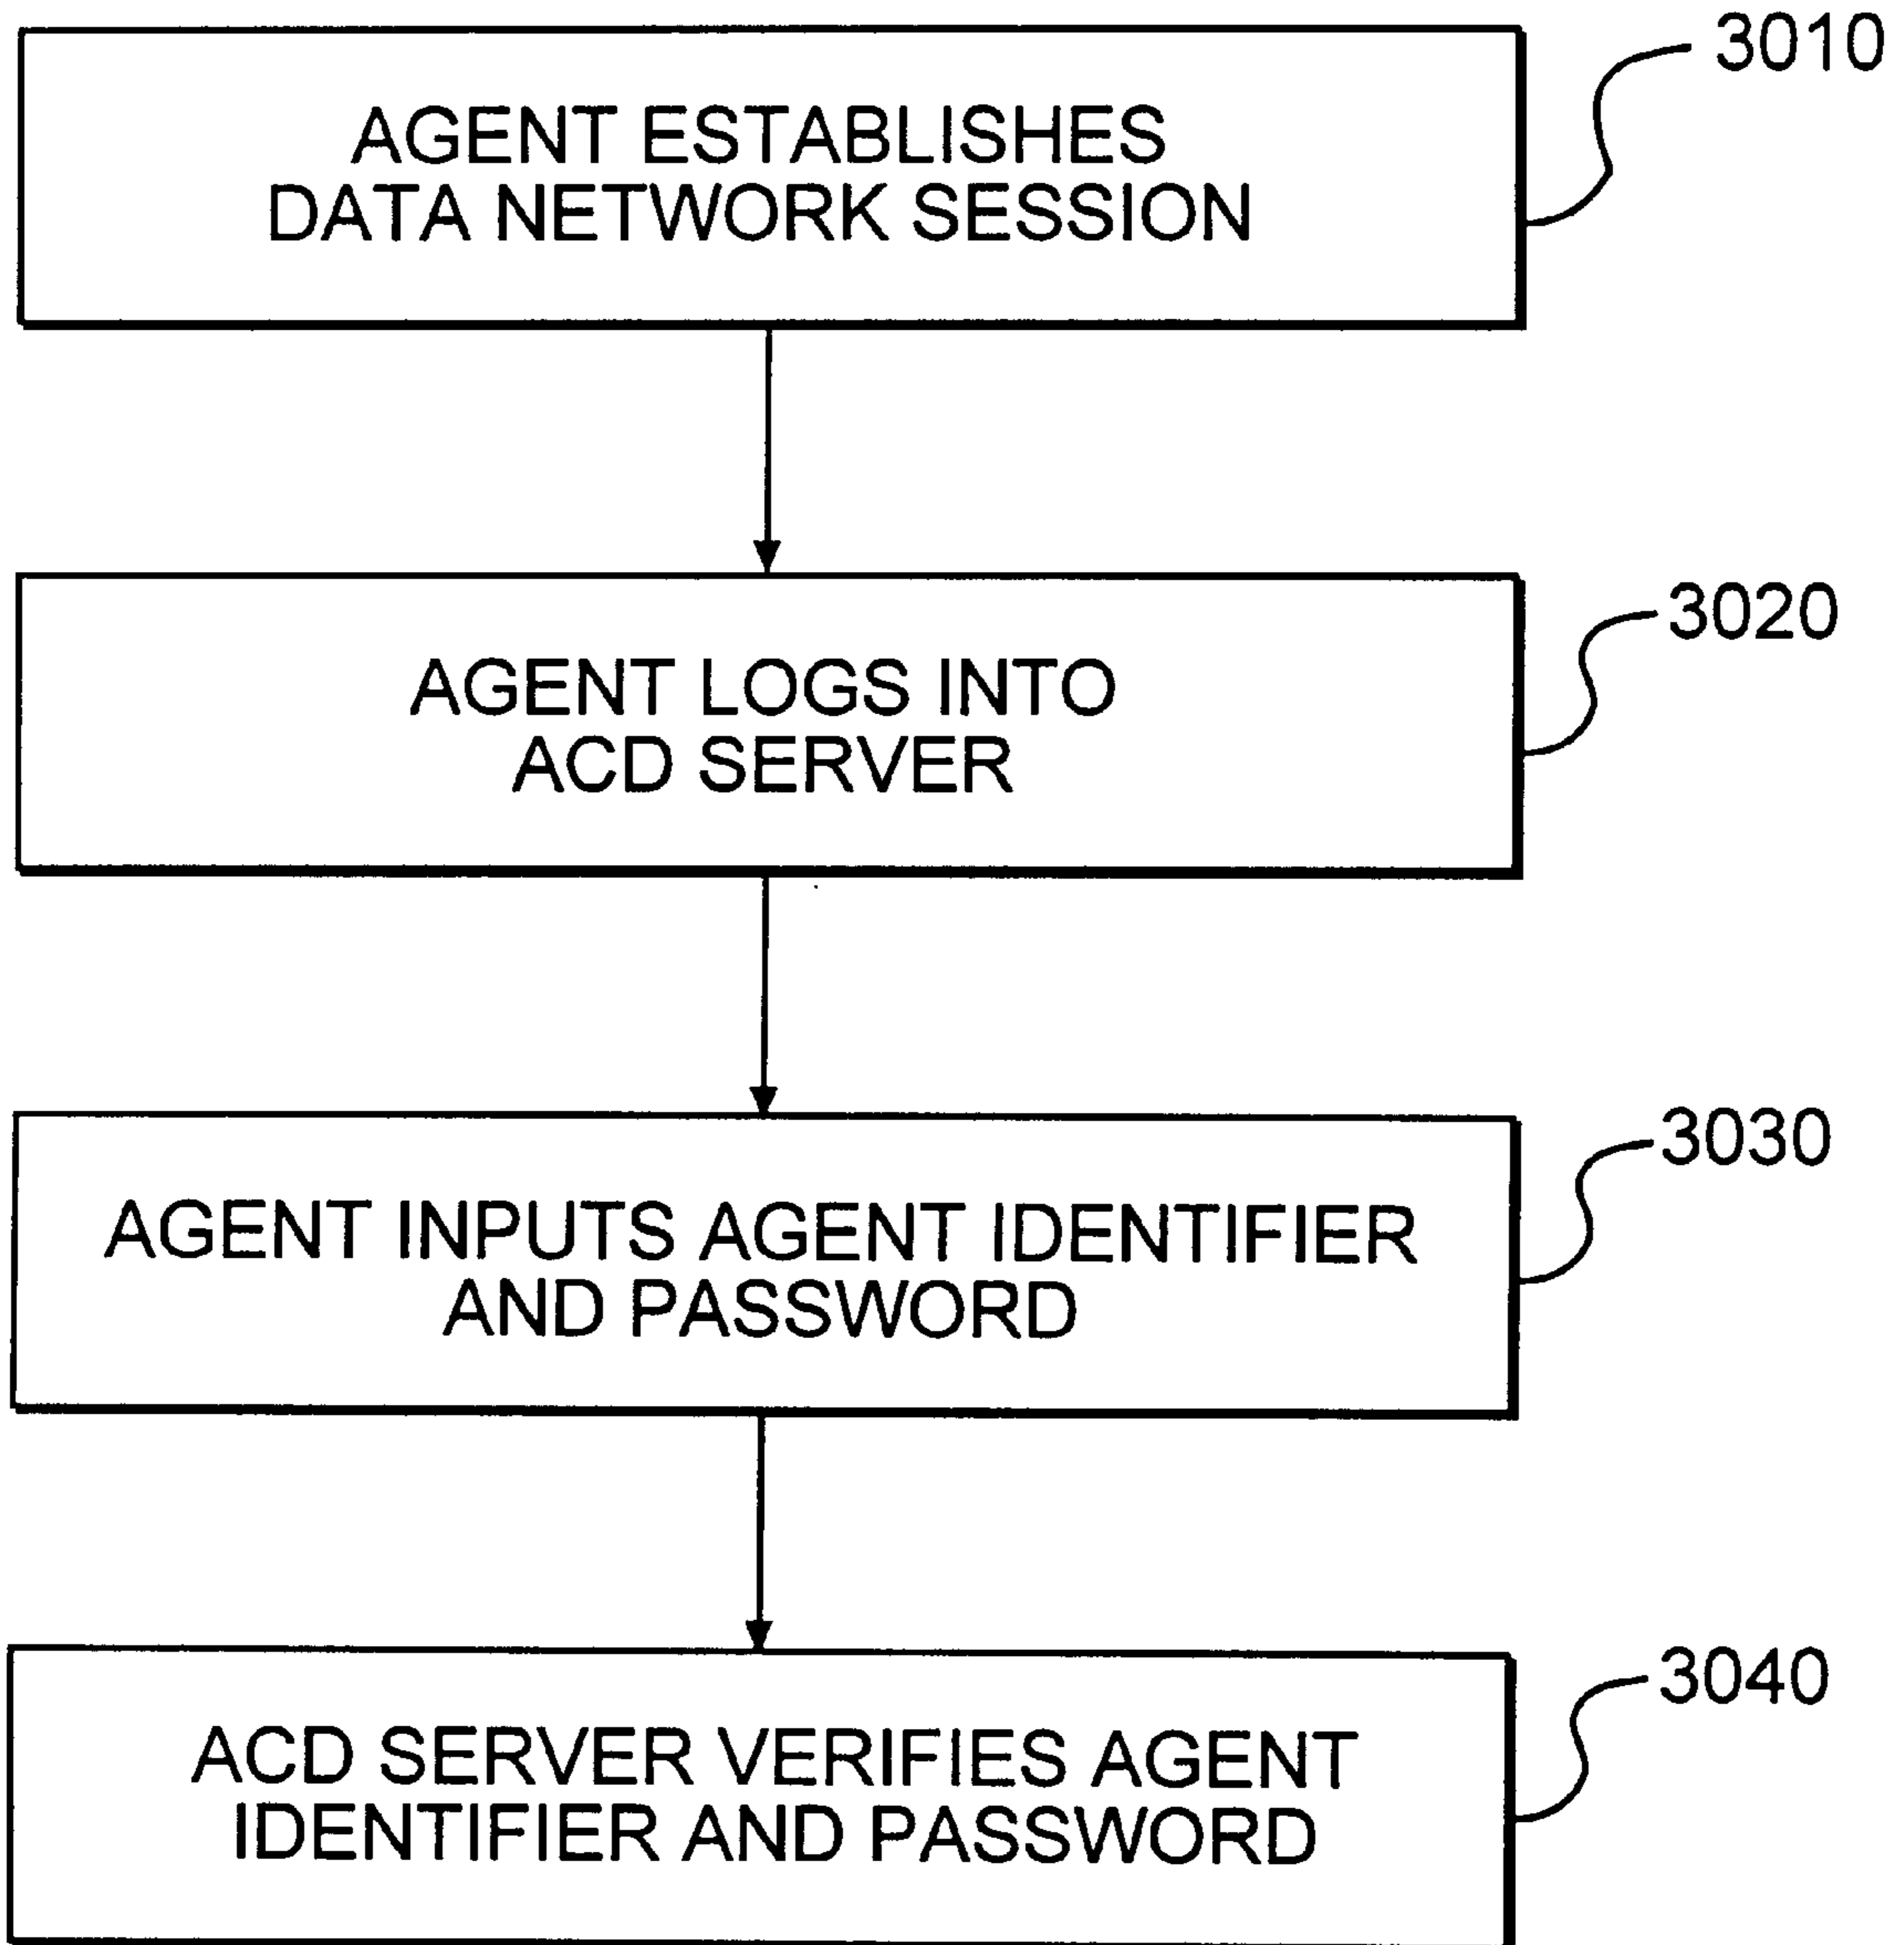 3010
AGENT ESTABLISHES
DATA NETWORK SESSION
3020
AGENT LOGS INTO
ACD SERVER
3030
AGENT INPUTS AGENT IDENTIFIER
AND PASSWORD
3040
ACD SERVER VERIFIES AGENT
IDENTIFIER AND PASSWORD